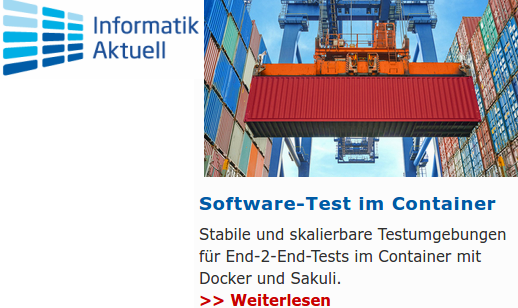 Informatik
Aktuell
Software-Test im Container
Stabile und skalierbare Testumgebungen
für End-2-End-Tests im Container mit
Docker und Sakuli.
>> Weiterlesen